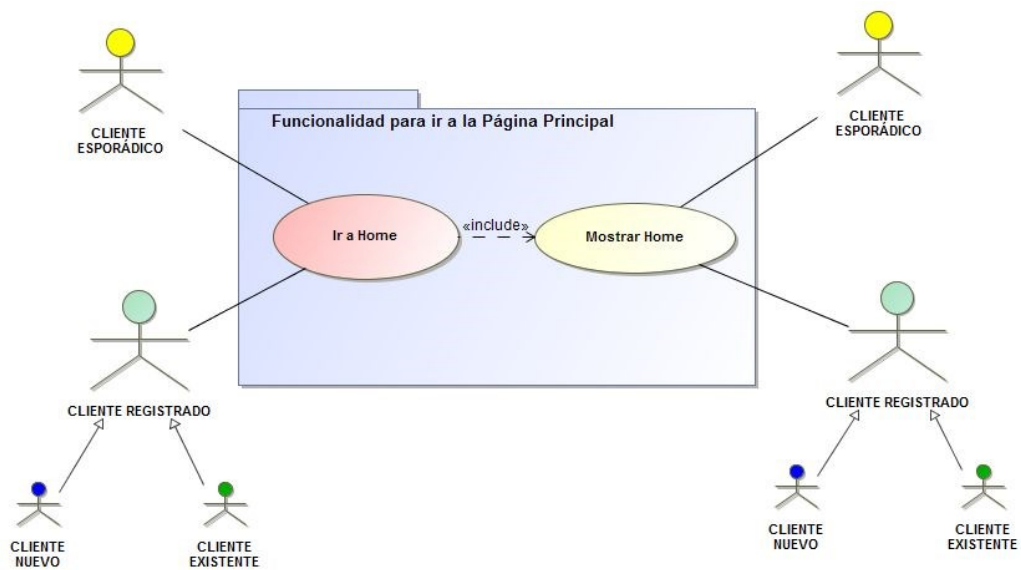 CLIENTE
ESPORÁDICO
CLIENTE
ESPORÁDICO
Funcionalidad para ir a la Página Principal
Ir a Home
«include»
Mostrar Home
CLIENTE REGISTRADO
CLIENTE REGISTRADO
CLIENTE
NUEVO
CLIENTE
EXISTENTE
CLIENTE
NUEVO
CLIENTE
EXISTENTE